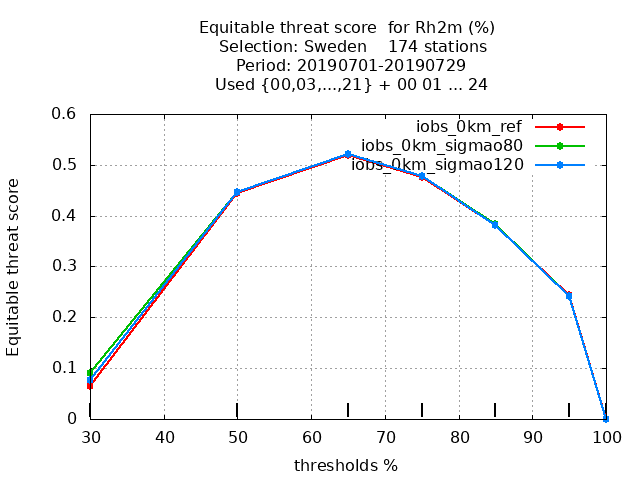 Equitable threat score  for Rh2m (%)
Selection: Sweden    174 stations
Period: 20190701-20190729
Used {00,03,...,21} + 00 01 ... 24
iobs_0km_ref
iobs_0km_sigmao80
iobs_0km_sigmao120
Equitable threat score
0.6
0.5
0.4
0.3
0.2
0.1
0
30 40 50 60 70 80 90 100
thresholds %